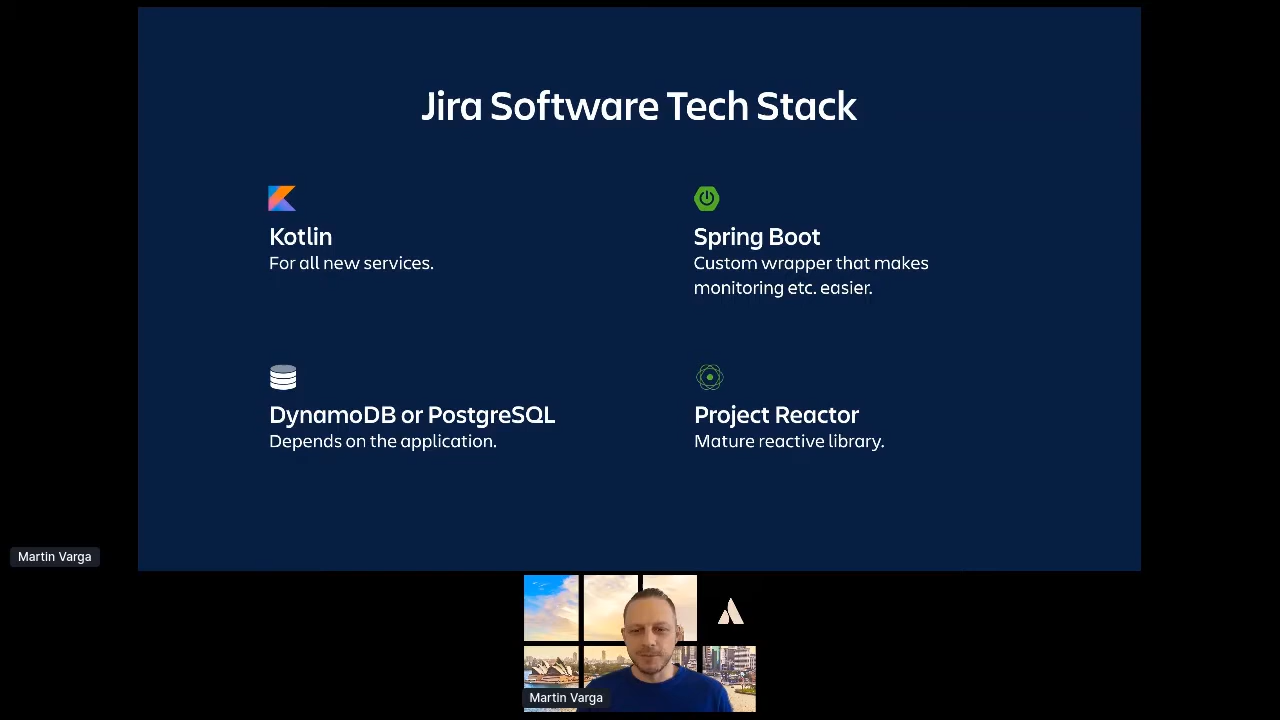 Jira Software Tech Stack
Kotlin
For all new services.
Spring Boot
Custom wrapper that makes
monitoring etc. easier.
DynamoDB or PostgreSQL
Depends on the application.
Project Reactor
Mature reactive library.
Martin Varga
Martin Varga